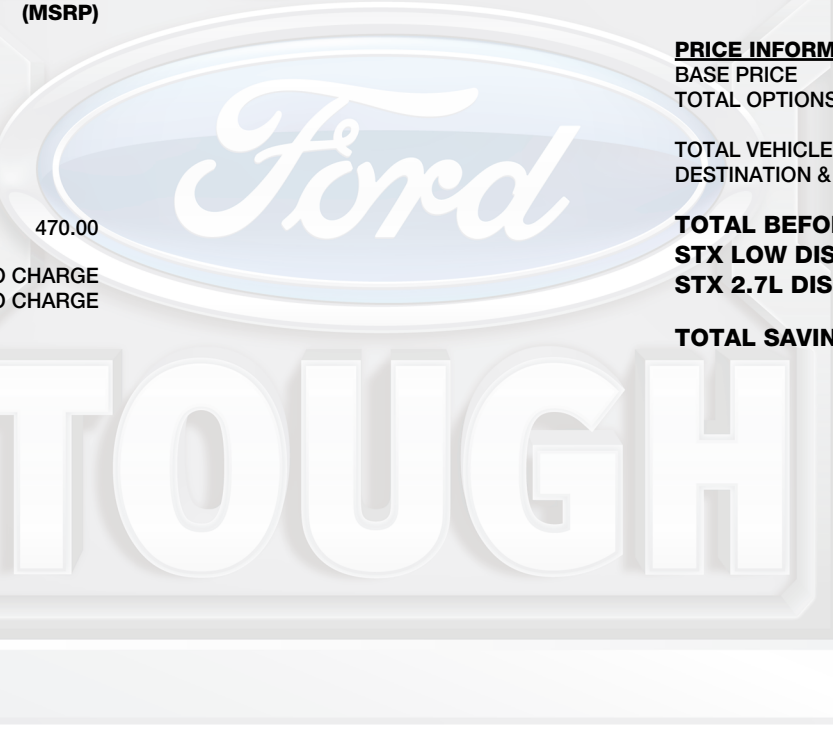 (MSRP)
470.00
O CHARGE
O CHARGE
PRICE INFORM
BASE PRICE
TOTAL OPTIONS
TOTAL VEHICLE
DESTINATION &
TOTAL BEFO
STX LOW DIS
STX 2.7L DIS
TOTAL SAVIN
Ford
TOUGH